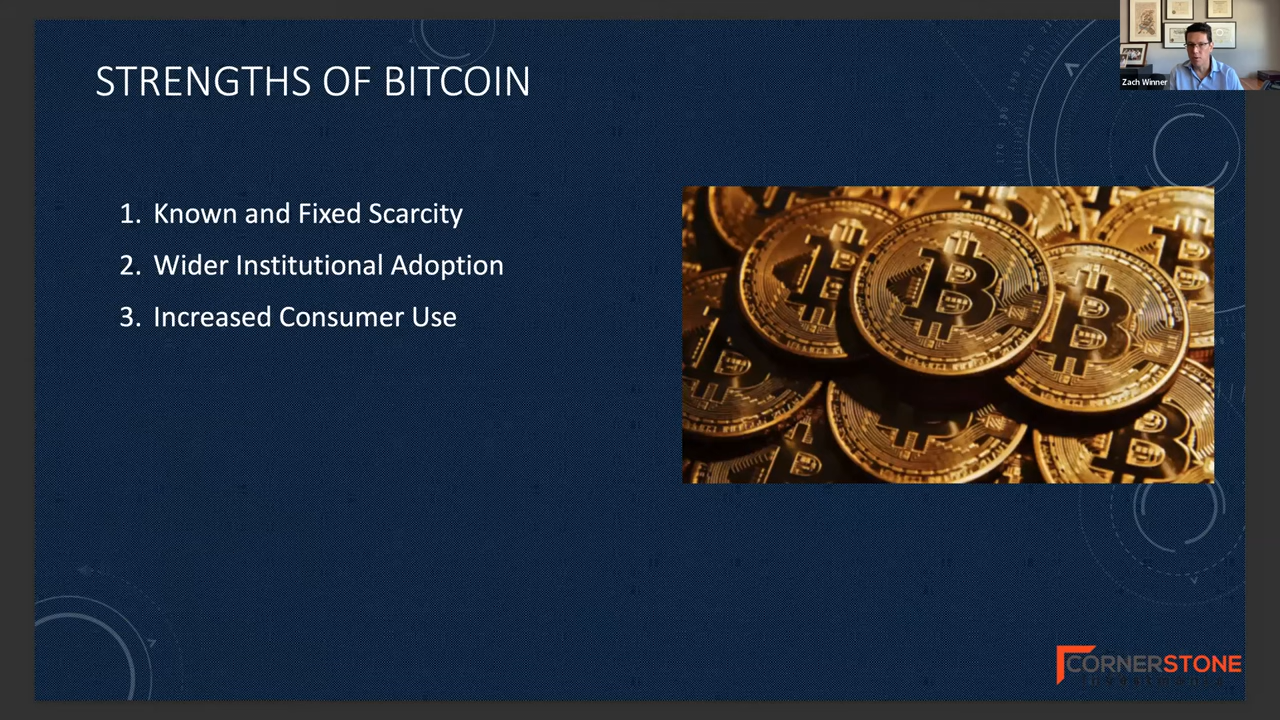 STRENGTHS OF BITCOIN
Zach Winner
1. Known and Fixed Scarcity
2. Wider Institutional Adoption
3. Increased Consumer Use
CORNERSTONE